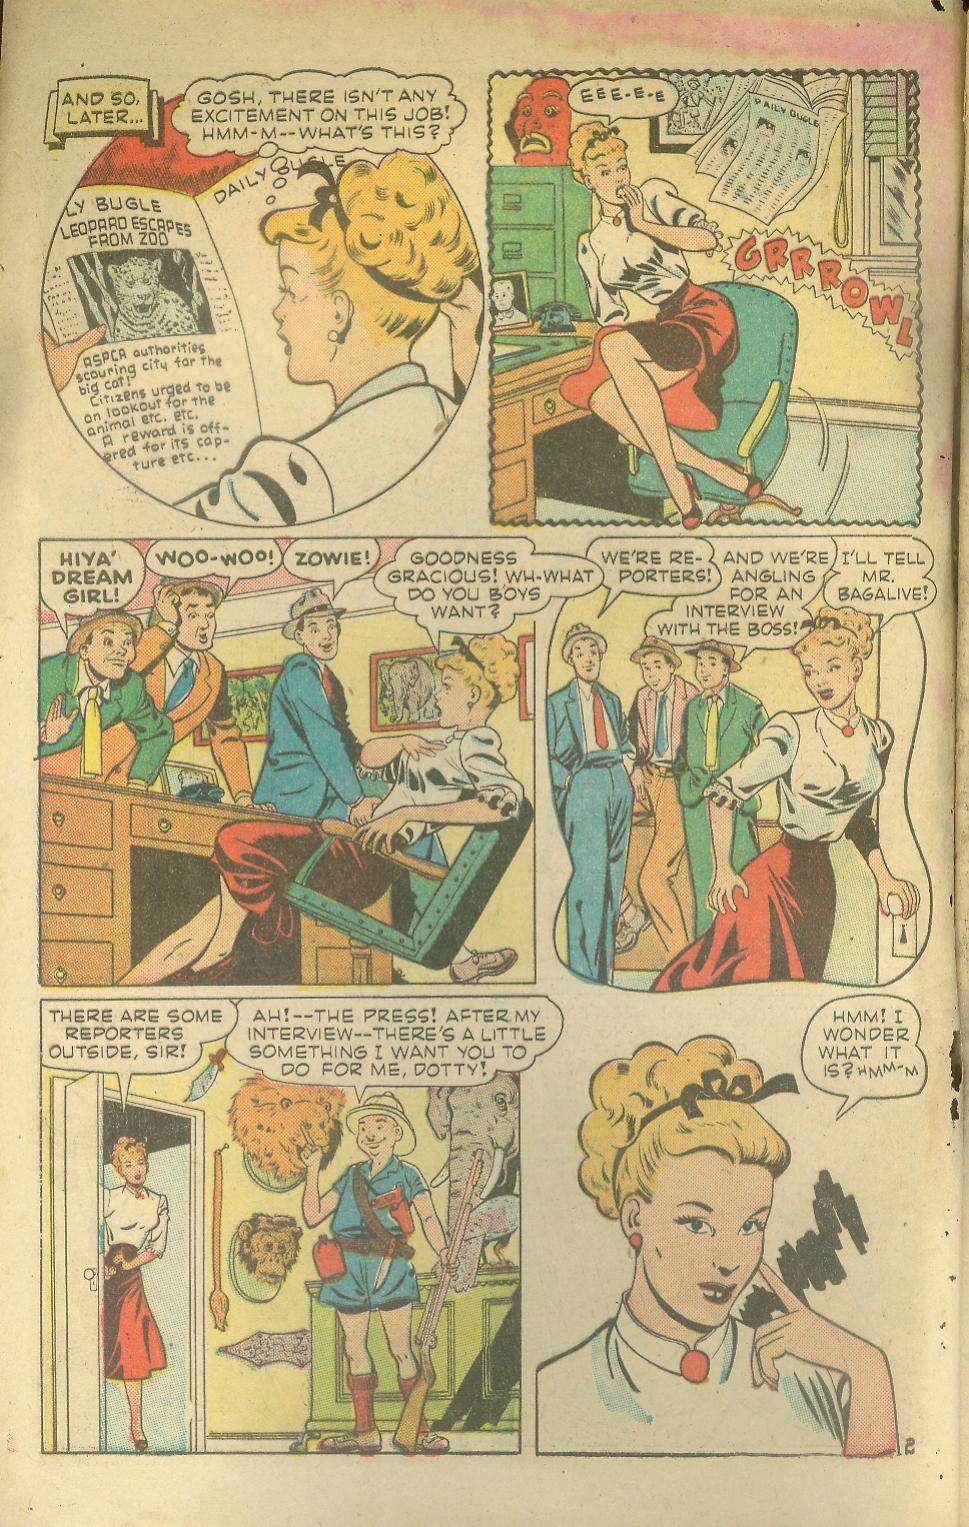 AND SO,
LATER...
GOSH, THERE ISN'T ANY
EXCITEMENT ON THIS JOB!
HMM-M--WHAT'S THIS?
DAILY BUGLE
LY BUGLE
LEOPARD ESCAPES
FROM ZOO
ASPCA authorities
scouring city for the
big cat!
Citizens urged to be
on lookout for the
animal etc. etc.
A reward is off-
ered for its cap-
ture etc...
EEE-E-E
DAILY BUGLE
GRRROWL
HIYA'
DREAM
GIRL!
WOO-WOO!
ZOWIE!
GOODNESS
GRACIOUS! WH-WHAT
DO YOU BOYS
WANT?
WE'RE RE-
PORTERS!
AND WE'RE
ANGLING
FOR AN
INTERVIEW
WITH THE BOSS!
I'LL TELL
MR.
BAGALIVE!
THERE ARE SOME
REPORTERS
OUTSIDE, SIR!
AH!--THE PRESS! AFTER MY
INTERVIEW--THERE'S A LITTLE
SOMETHING I WANT YOU TO
DO FOR ME, DOTTY!
HMM! I
WONDER
WHAT IT
IS? HMM-M
2